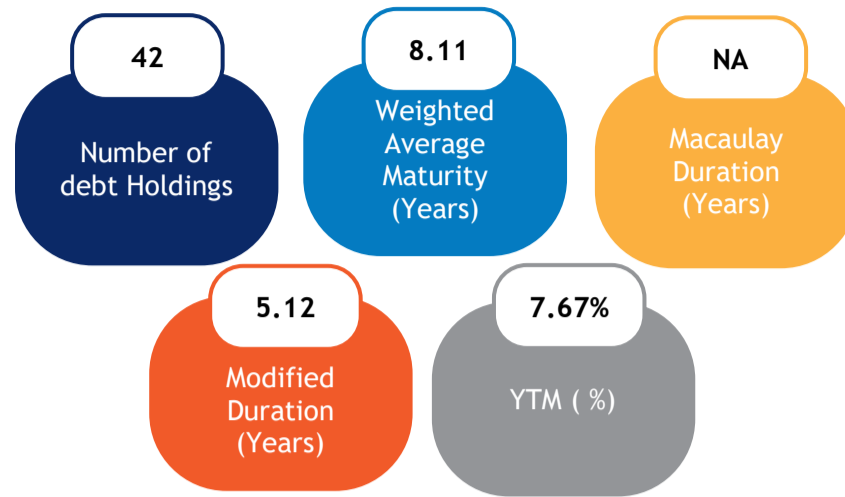 42
Number of
debt Holdings
8.11
Weighted
Average
Maturity
(Years)
NA
Macaulay
Duration
(Years)
5.12
Modified
Duration
(Years)
7.67%
YTM ( %)